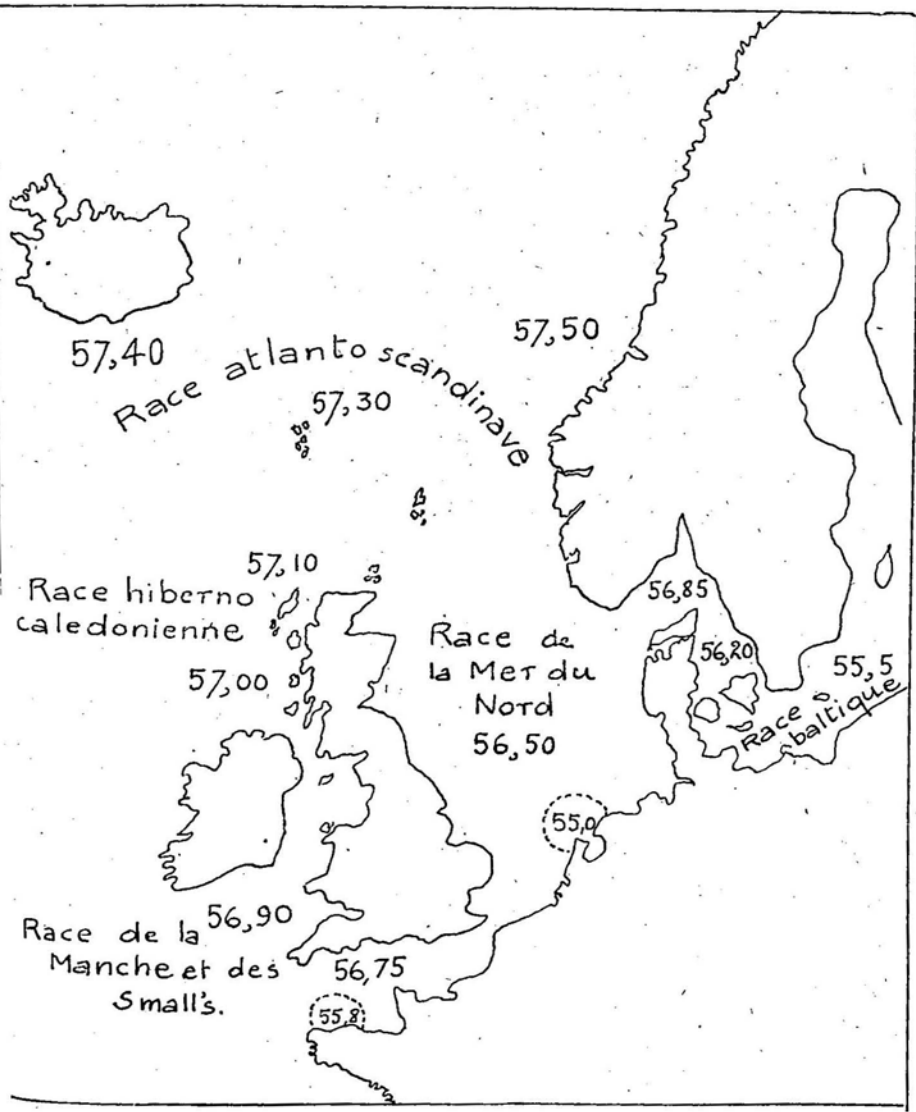 57,40
57,50
Race atlanto scandinave
57,30
57,10
Race hiberno
caledonienne
57,00
Race de
la Mer du
Nord
56,50
56,85
56,20
55,5
Race
baltique
55,0
56,90
Race de la
Manche et des
Small's.
56,75
55,8